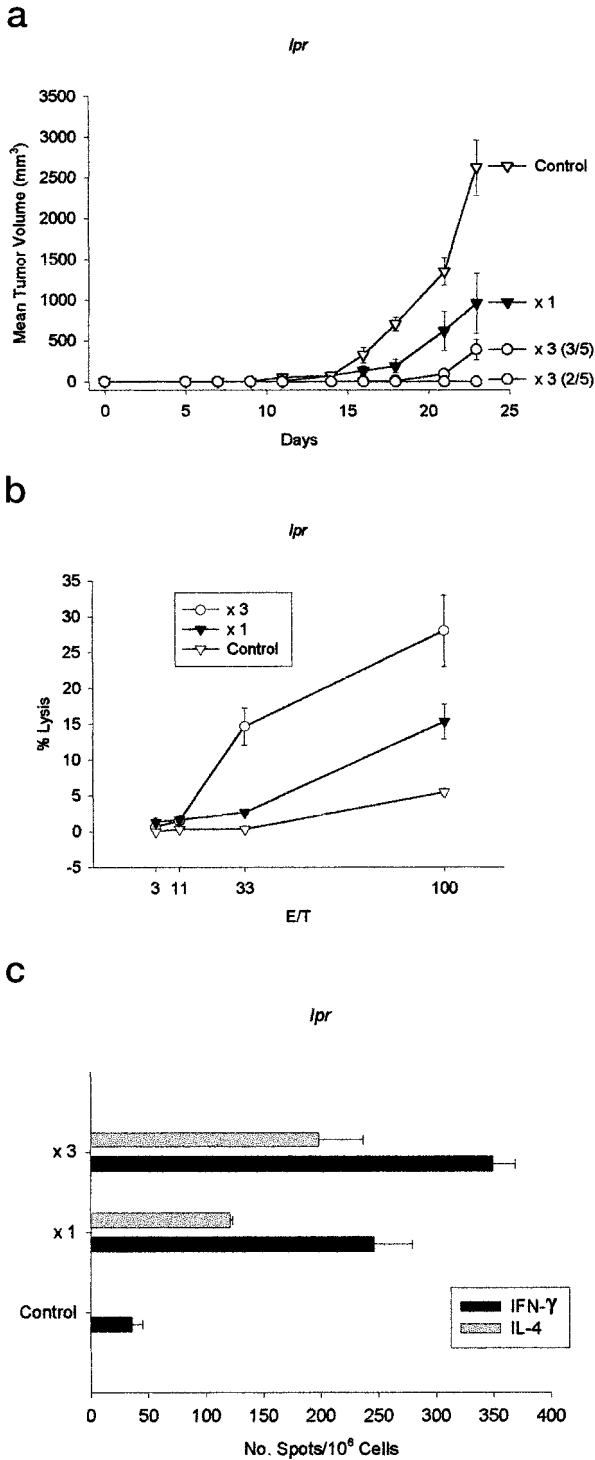 a
lpr
3500
3000
2500
2000
1500
1000
500
0
Mean Tumor Volume (mm³)
Control
x 1
x 3 (3/5)
x 3 (2/5)
0 5 10 15 20 25
Days
b
lpr
35
30
25
20
15
10
5
0
-5
% Lysis
x 3
x 1
Control
3 11 33 100
E/T
c
lpr
x 3
x 1
Control
IFN-γ
IL-4
0 50 100 150 200 250 300 350 400
No. Spots/10⁶ Cells